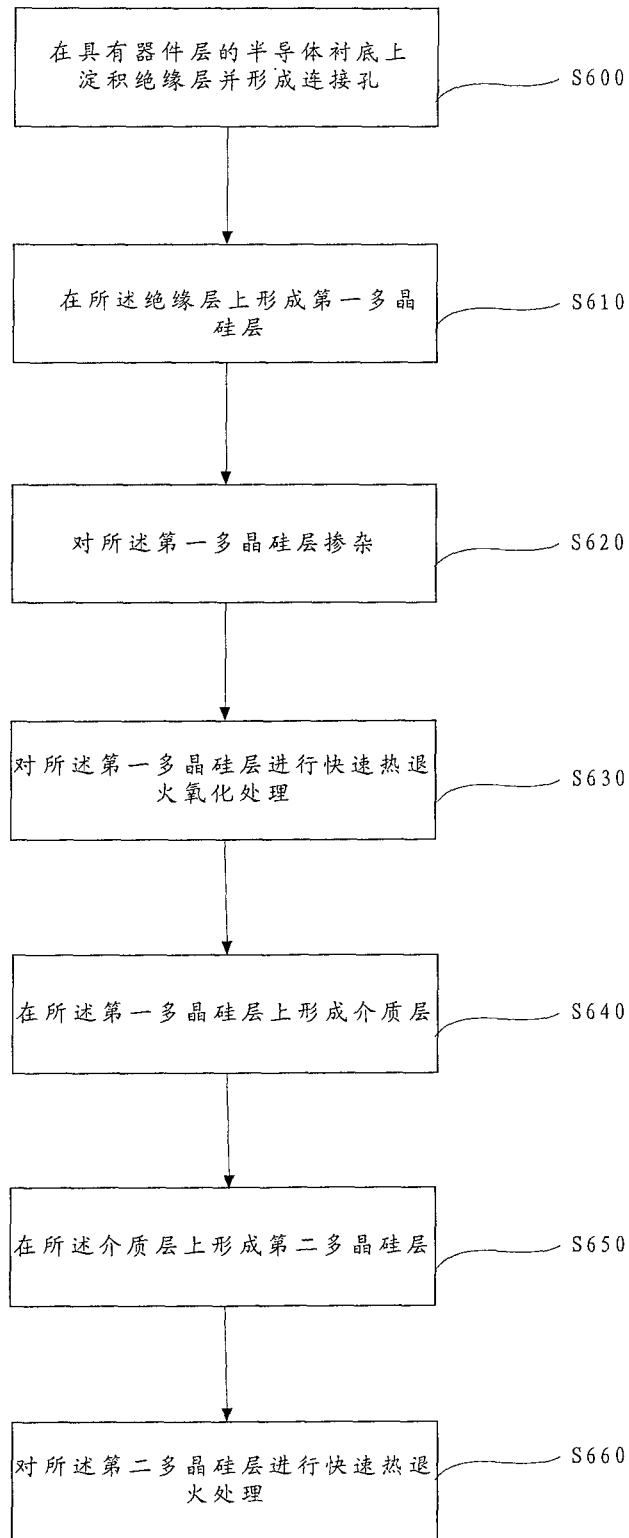 在具有器件层的半导体衬底上
淀积绝缘层并形成连接孔
S600
在所述绝缘层上形成第一多晶
硅层
S610
对所述第一多晶硅层掺杂
S620
对所述第一多晶硅层进行快速热退
火氧化处理
S630
在所述第一多晶硅层上形成介质层
S640
在所述介质层上形成第二多晶硅层
S650
对所述第二多晶硅层进行快速热退
火处理
S660